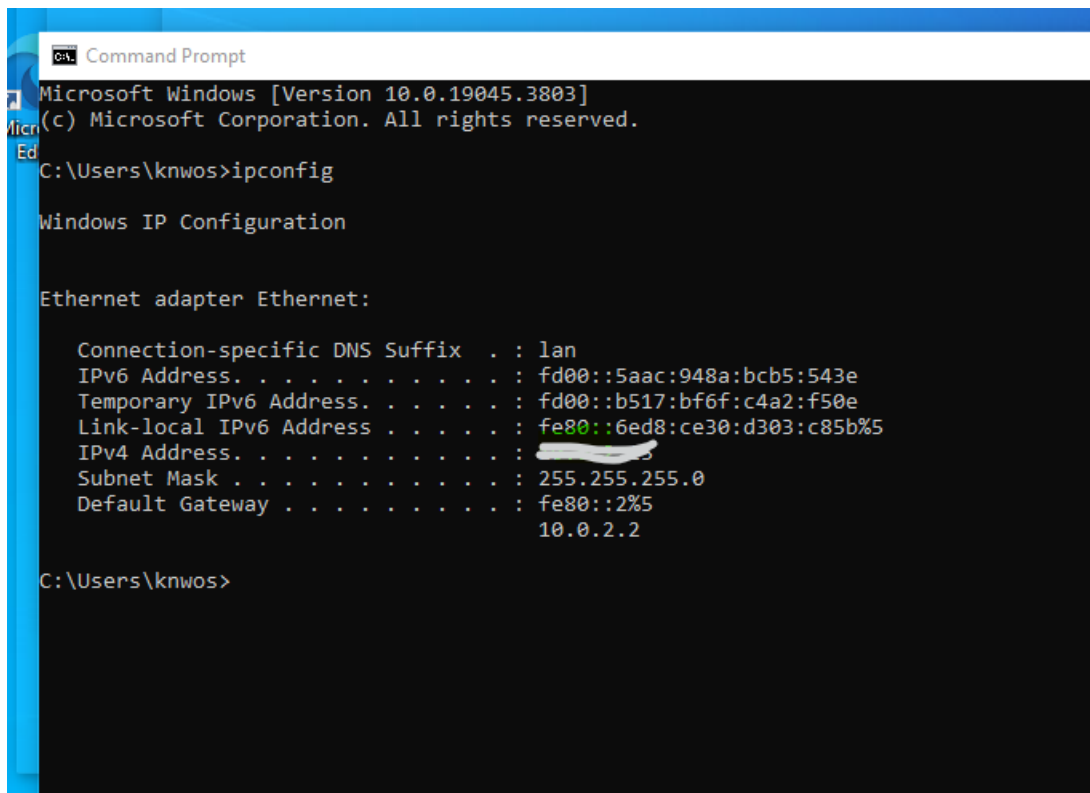 Command Prompt
Microsoft Windows [Version 10.0.19045.3803]
(c) Microsoft Corporation. All rights reserved.
C:\Users\knwos>ipconfig
Windows IP Configuration
Ethernet adapter Ethernet:
Connection-specific DNS Suffix . : lan
IPv6 Address. . . . . . . . . . . : fd00::5aac:948a:bcb5:543e
Temporary IPv6 Address. . . . . . : fd00::b517:bf6f:c4a2:f50e
Link-local IPv6 Address . . . . . : fe80::6ed8:ce30:d303:c85b%5
IPv4 Address. . . . . . . . . . . :
Subnet Mask . . . . . . . . . . . : 255.255.255.0
Default Gateway . . . . . . . . . : fe80::2%5
10.0.2.2
C:\Users\knwos>